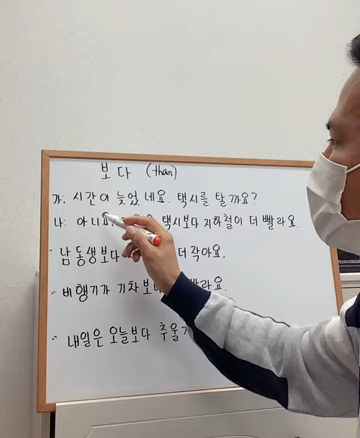 보다 (than)
가: 시간이 늦었네요. 택시를 탈까요?
나: 아니요 택시보다 지하철이 더 빨라요.
남동생보다 더 작아요.
비행기가 기차보다 빨라요.
내일은 오늘보다 추울